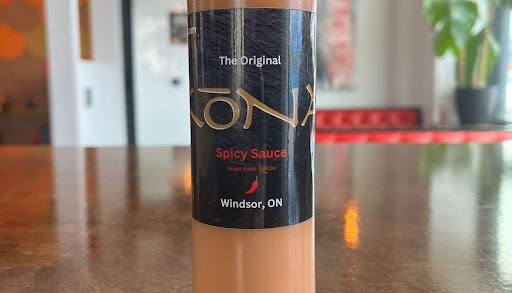 The Original
KŌNA
Spicy Sauce
Windsor, ON